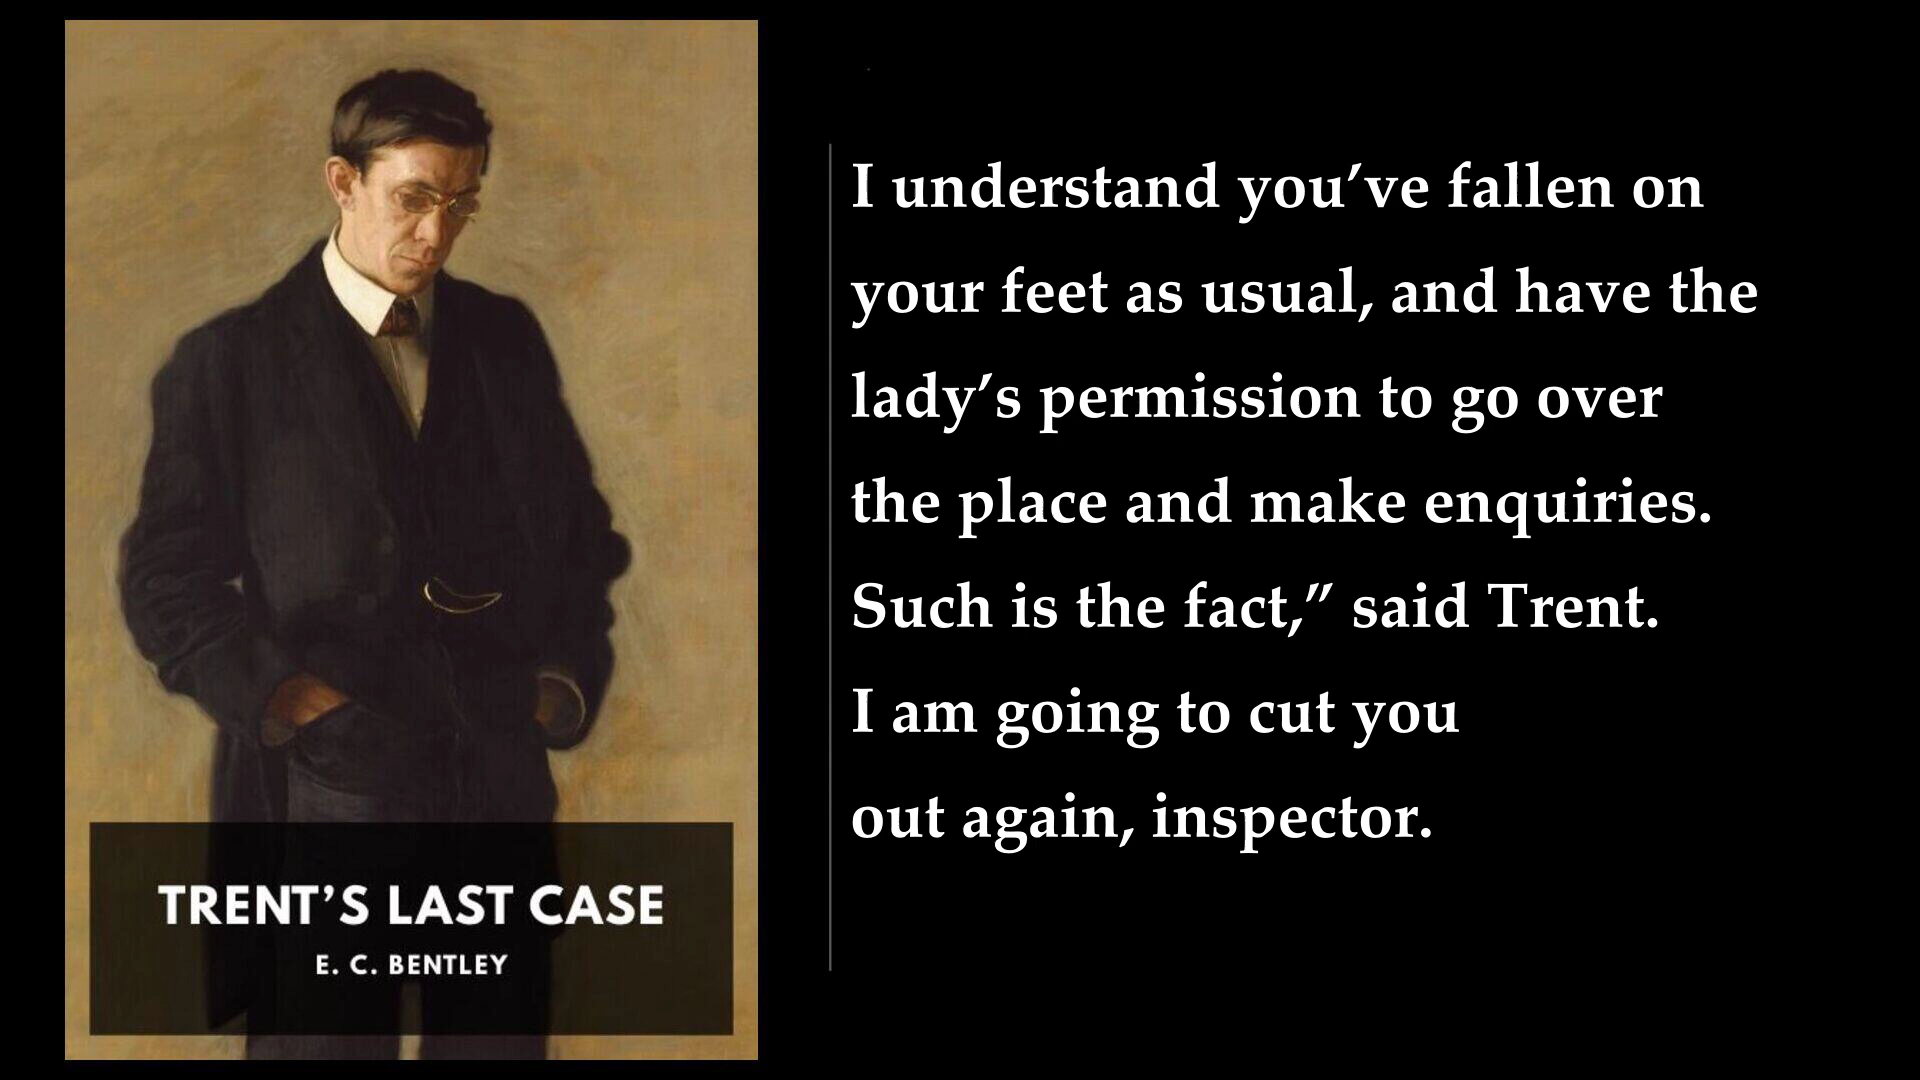 I understand you’ve fallen on
your feet as usual, and have the
lady’s permission to go over
the place and make enquiries.
Such is the fact,” said Trent.
I am going to cut you
out again, inspector.
TRENT’S LAST CASE
E. C. BENTLEY